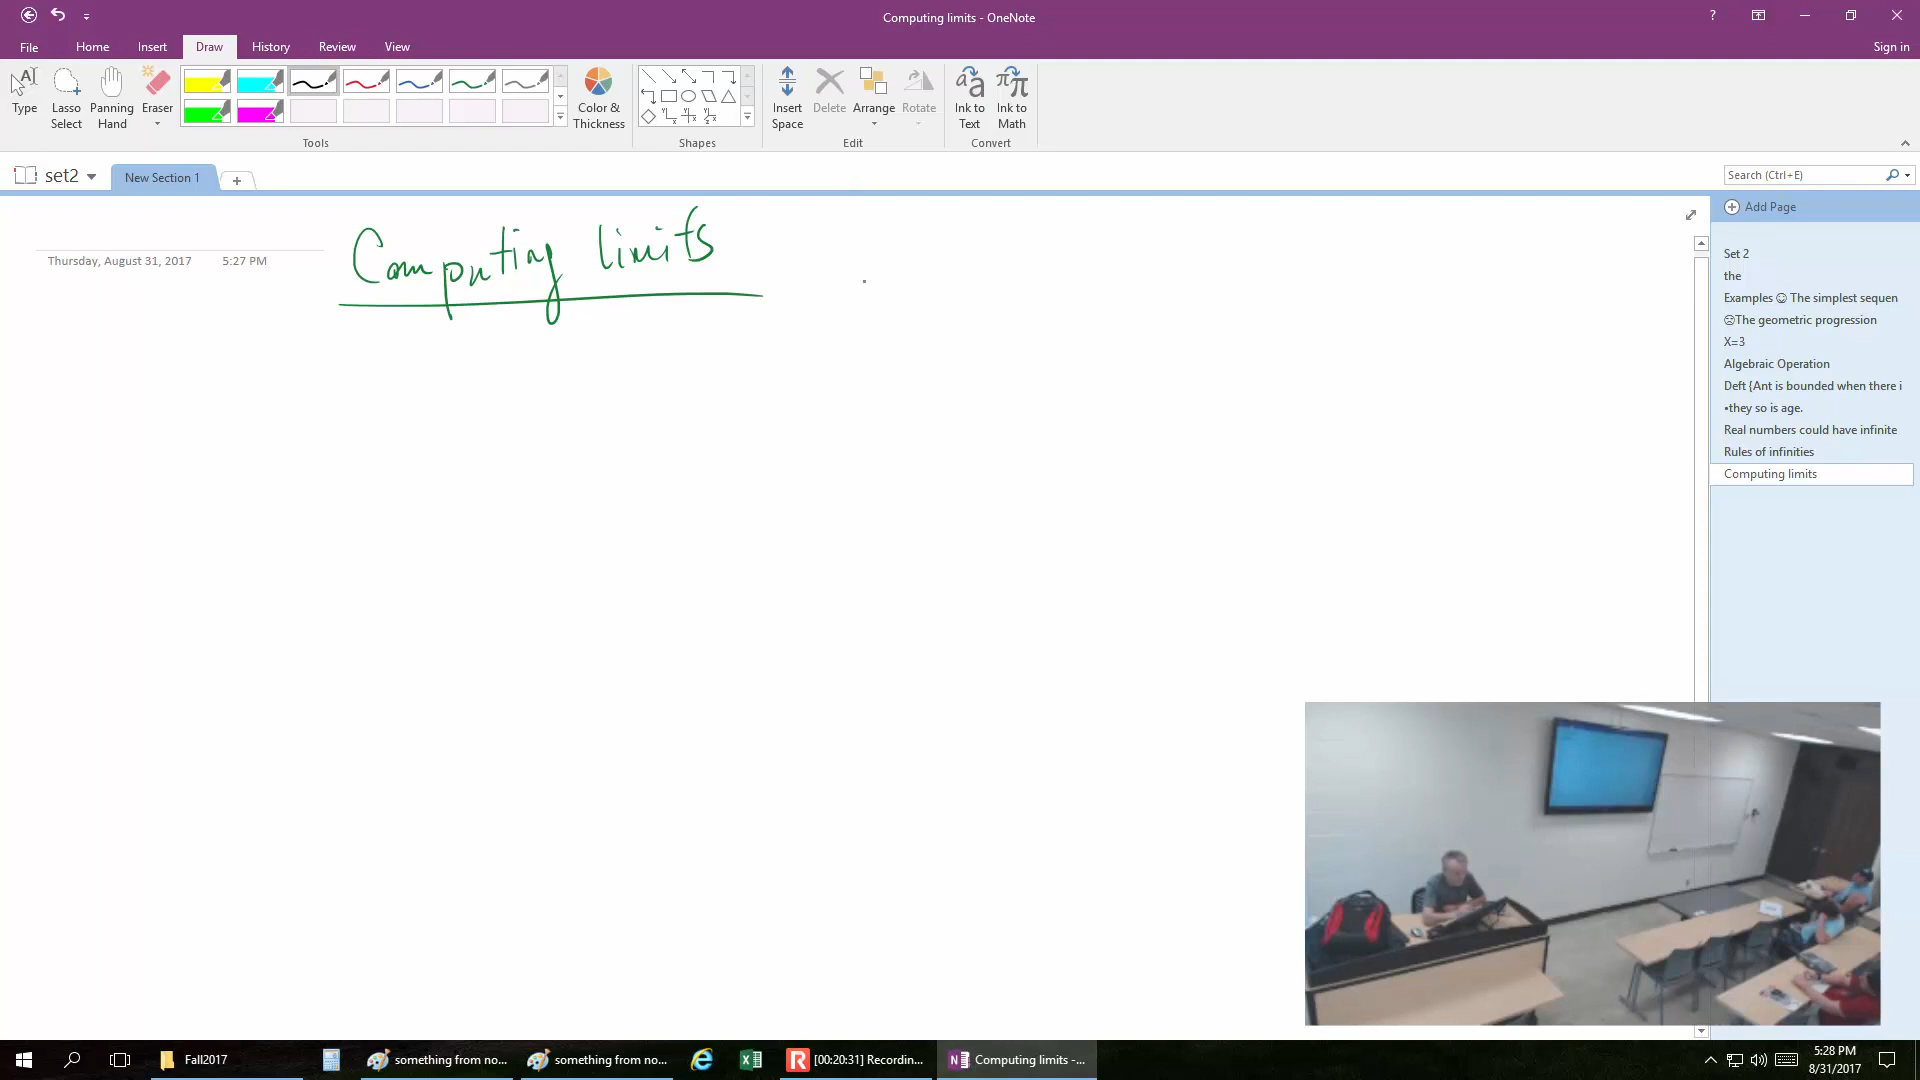 Computing limits - OneNote
?
File
Home
Insert
Draw
History
Review
View
Sign in
Type
Lasso Select
Panning Hand
Eraser
Color & Thickness
Insert Space
Delete
Arrange
Rotate
Ink to Text
Ink to Math
Tools
Shapes
Edit
Convert
set2
New Section 1
Search (Ctrl+E)
Add Page
Computing limits
Thursday, August 31, 2017
5:27 PM
Set 2
the
Examples ☺ The simplest sequen
☹The geometric progression
X=3
Algebraic Operation
Deft {Ant is bounded when there i
•they so is age.
Real numbers could have infinite
Rules of infinities
Computing limits
Fall2017
something from no...
something from no...
[00:20:31] Recordin...
Computing limits -...
5:28 PM
8/31/2017